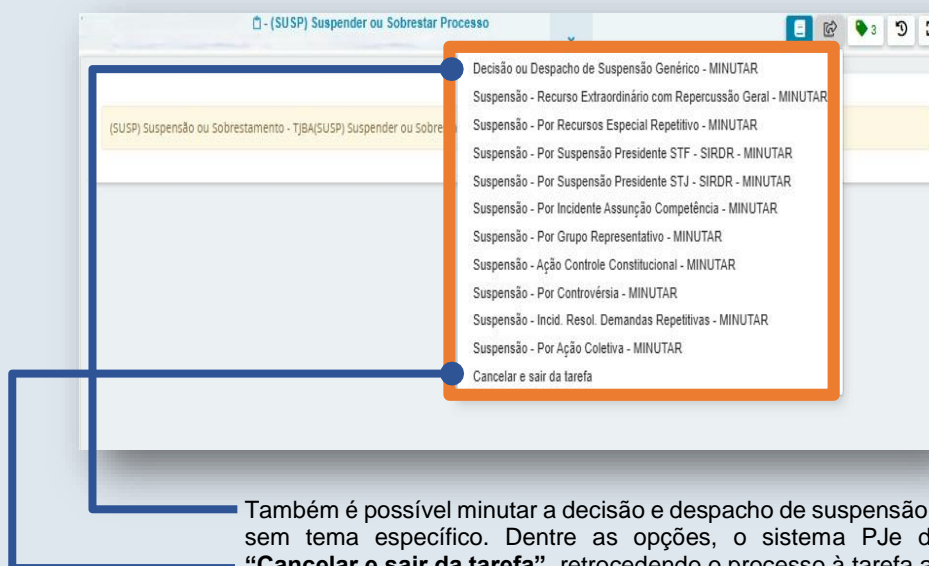 - (SUSP) Suspender ou Sobrestar Processo
3
Decisão ou Despacho de Suspensão Genérico - MINUTAR
Suspensão - Recurso Extraordinário com Repercussão Geral - MINUTAR
(SUSP) Suspensão ou Sobrestamento - TJBA(SUSP) Suspender ou Sobre
Suspensão - Por Recursos Especial Repetitivo - MINUTAR
Suspensão - Por Suspensão Presidente STF - SIRDR - MINUTAR
Suspensão - Por Suspensão Presidente STJ - SIRDR - MINUTAR
Suspensão - Por Incidente Assunção Competência - MINUTAR
Suspensão - Por Grupo Representativo - MINUTAR
Suspensão - Ação Controle Constitucional - MINUTAR
Suspensão - Por Controvérsia - MINUTAR
Suspensão - Incid. Resol. Demandas Repetitivas - MINUTAR
Suspensão - Por Ação Coletiva - MINUTAR
Cancelar e sair da tarefa
Também é possível minutar a decisão e despacho de suspensão
sem tema específico. Dentre as opções, o sistema PJe d
“Cancelar e sair da tarefa”, retrocedendo o processo à tarefa a